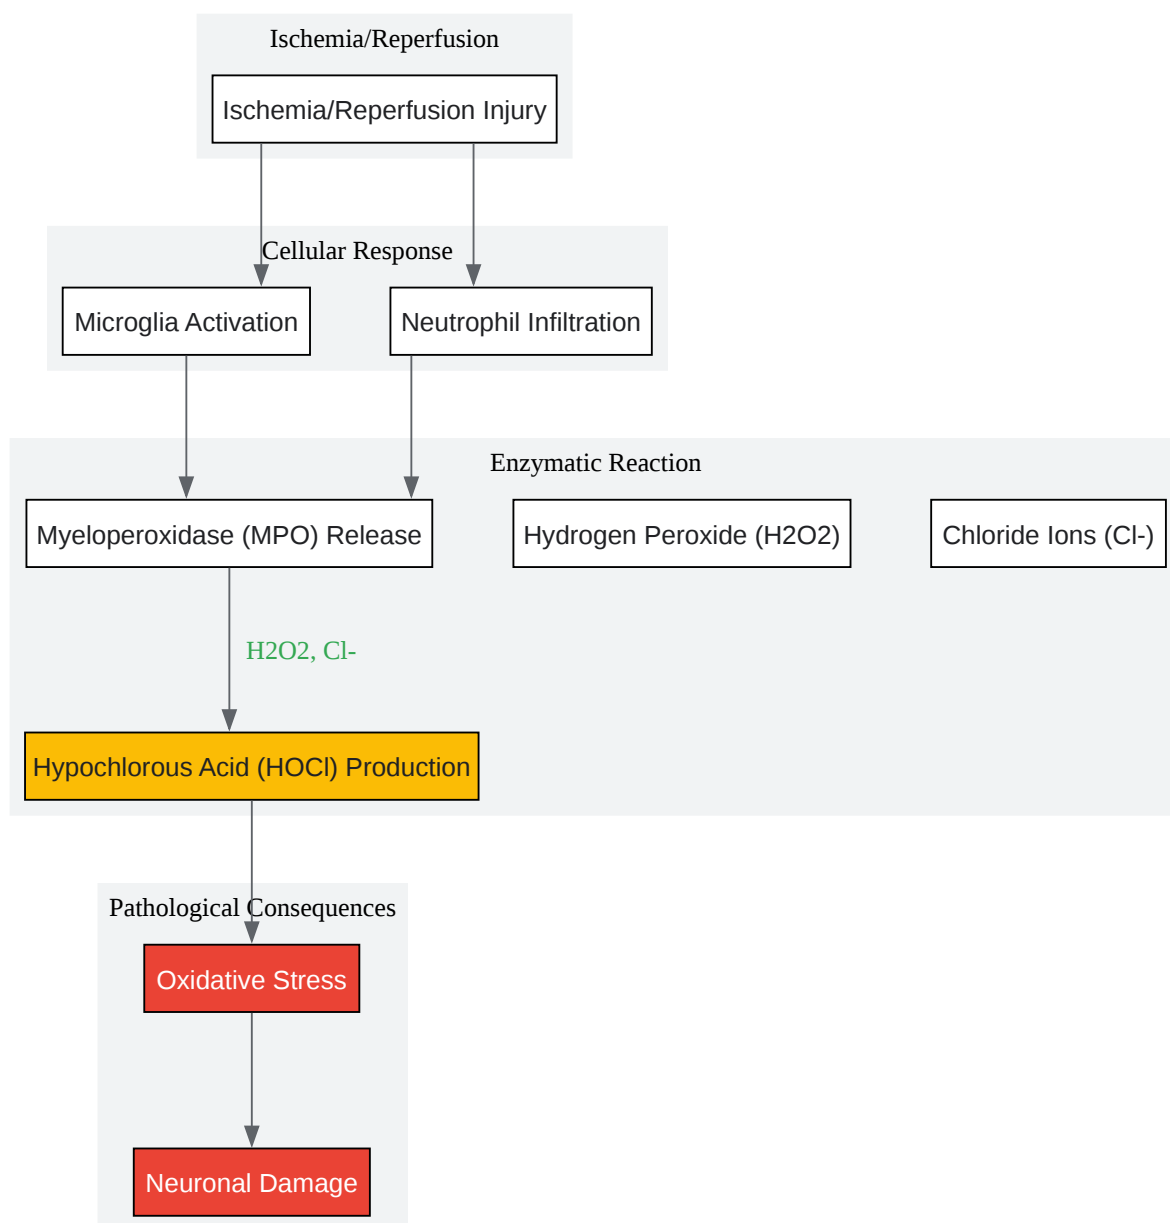 Ischemia/Reperfusion
Ischemia/Reperfusion Injury
Cellular Response
Microglia Activation
Neutrophil Infiltration
Enzymatic Reaction
Myeloperoxidase (MPO) Release
Hydrogen Peroxide (H2O2)
Chloride Ions (Cl-)
H2O2, Cl-
Hypochlorous Acid (HOCl) Production
Pathological Consequences
Oxidative Stress
Neuronal Damage